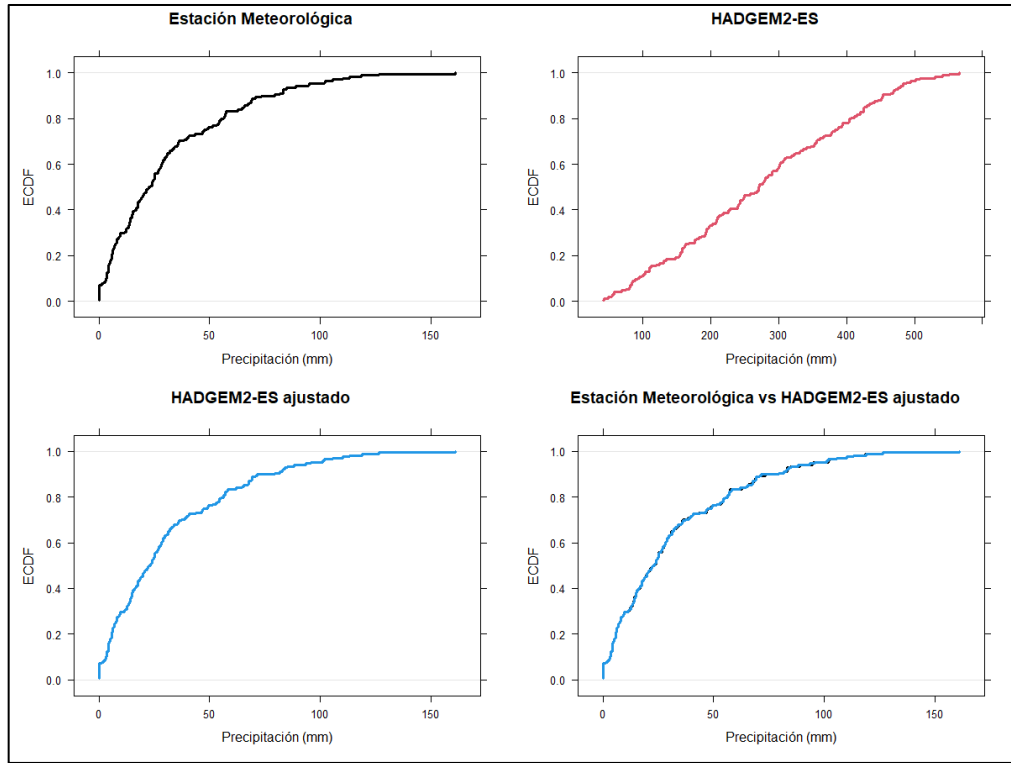 Estación Meteorológica
1.0
0.8
0.6
0.4
0.2
0.0
ECDF
0 50 100 150
Precipitación (mm)
HADGEM2-ES
1.0
0.8
0.6
0.4
0.2
0.0
ECDF
100 200 300 400 500
Precipitación (mm)
HADGEM2-ES ajustado
1.0
0.8
0.6
0.4
0.2
0.0
ECDF
0 50 100 150
Precipitación (mm)
Estación Meteorológica vs HADGEM2-ES ajustado
1.0
0.8
0.6
0.4
0.2
0.0
ECDF
0 50 100 150
Precipitación (mm)